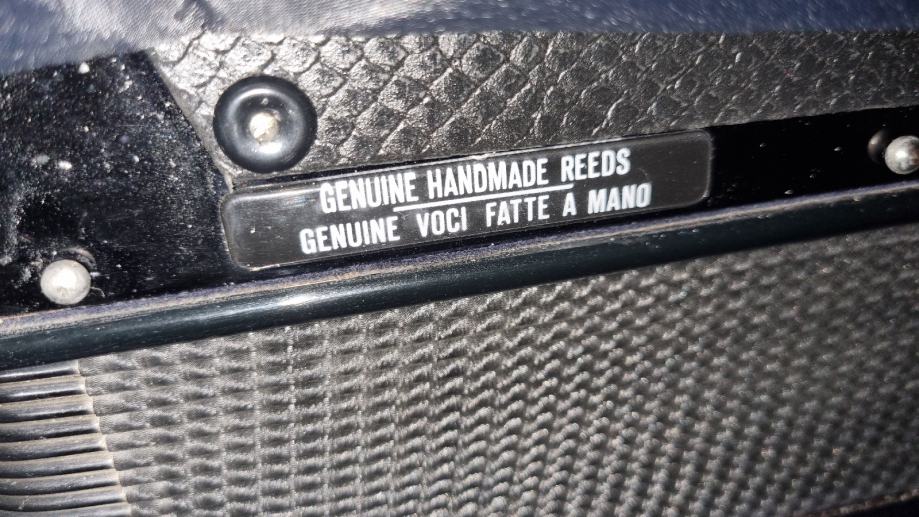 GENUINE HANDMADE REEDS
GENUINE VOCI FATTE A MANO